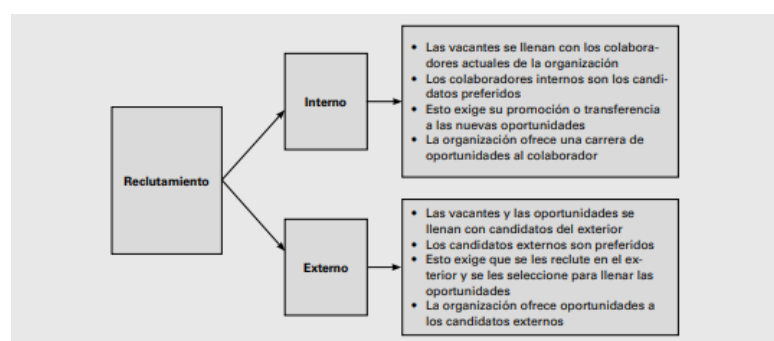 Reclutamiento
Interno
• Las vacantes se llenan con los colabora-
dores actuales de la organización
• Los colaboradores internos son los candi-
datos preferidos
• Esto exige su promoción o transferencia
a las nuevas oportunidades
• La organización ofrece una carrera de
oportunidades al colaborador
Externo
• Las vacantes y las oportunidades se
llenan con candidatos del exterior
• Los candidatos externos son preferidos
• Esto exige que se les reclute en el ex-
terior y se les seleccione para llenar las
oportunidades
• La organización ofrece oportunidades a
los candidatos externos